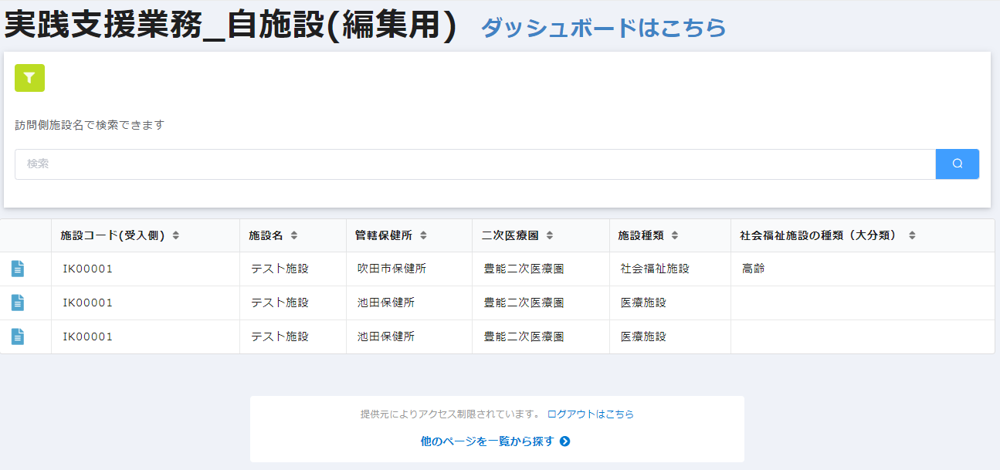 実践支援業務_自施設(編集用) ダッシュボードはこちら
訪問側施設名で検索できます
検索
施設コード(受入側) 施設名 管轄保健所 二次医療圏 施設種類 社会福祉施設の種類（大分類）
IK00001 テスト施設 吹田市保健所 豊能二次医療圏 社会福祉施設 高齢
IK00001 テスト施設 池田保健所 豊能二次医療圏 医療施設
IK00001 テスト施設 池田保健所 豊能二次医療圏 医療施設
提供元によりアクセス制限されています。 ログアウトはこちら
他のページを一覧から探す